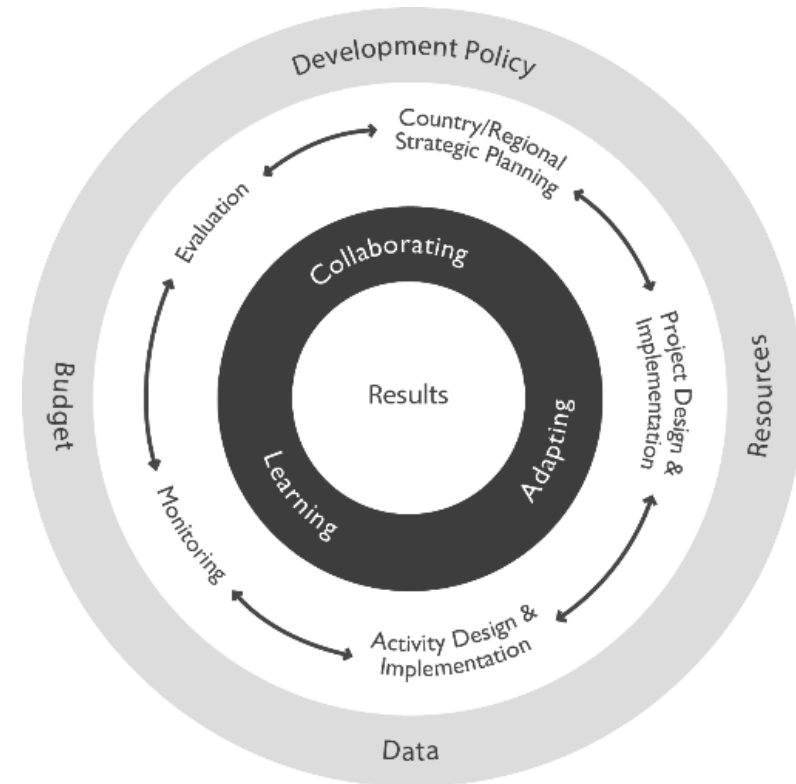 Development Policy
Country/Regional
Strategic Planning
Evaluation
Collaborating
Project Design &
Implementation
Budget
Resources
Results
Adapting
Learning
Monitoring
Activity Design &
Implementation
Data